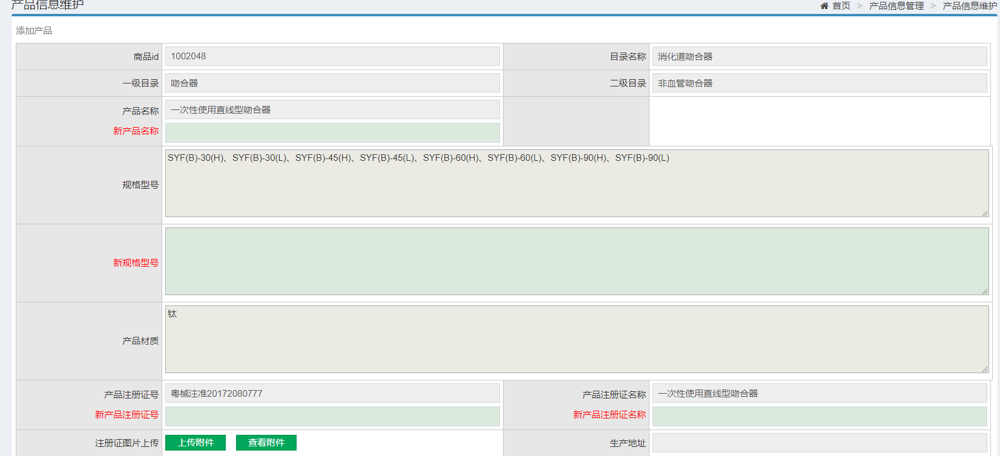 产品信息维护
首页 > 产品信息管理 > 产品信息维护
添加产品
商品id 1002048 目录名称 消化道吻合器
一级目录 吻合器 二级目录 非血管吻合器
产品名称 一次性使用直线型吻合器
新产品名称
规格型号 SYF(B)-30(H)、SYF(B)-30(L)、SYF(B)-45(H)、SYF(B)-45(L)、SYF(B)-60(H)、SYF(B)-60(L)、SYF(B)-90(H)、SYF(B)-90(L)
新规格型号
产品材质 钛
产品注册证号 粤械注准20172080777 产品注册证名称 一次性使用直线型吻合器
新产品注册证号 新产品注册证名称
注册证图片上传 上传附件 查看附件 生产地址